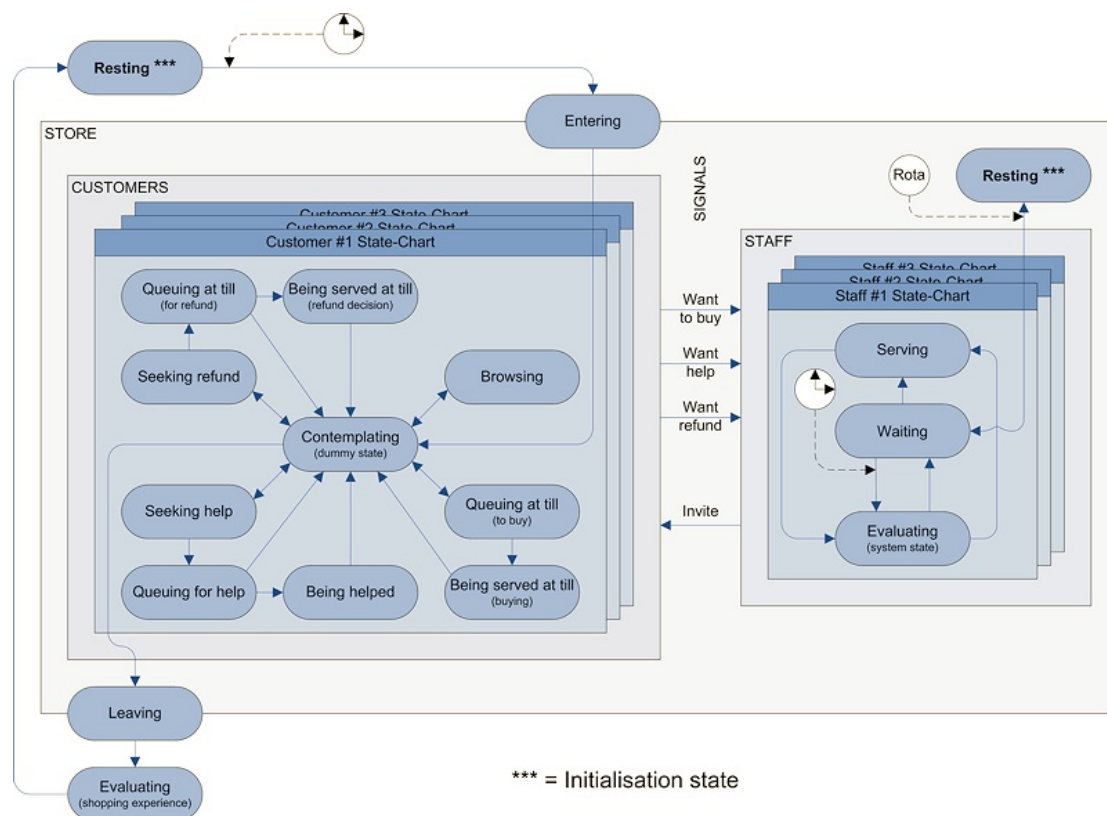 Resting ***
Entering
STORE
SIGNALS
Rota
Resting ***
CUSTOMERS
Customer #3 State-Chart
Customer #2 State-Chart
Customer #1 State-Chart
STAFF
Staff #3 State-Chart
Staff #2 State-Chart
Staff #1 State-Chart
Queuing at till
(for refund)
Being served at till
(refund decision)
Seeking refund
Browsing
Contemplating
(dummy state)
Seeking help
Queuing at till
(to buy)
Queuing for help
Being helped
Being served at till
(buying)
Want
to buy
Want
help
Want
refund
Invite
Serving
Waiting
Evaluating
(system state)
Leaving
Evaluating
(shopping experience)
*** = Initialisation state